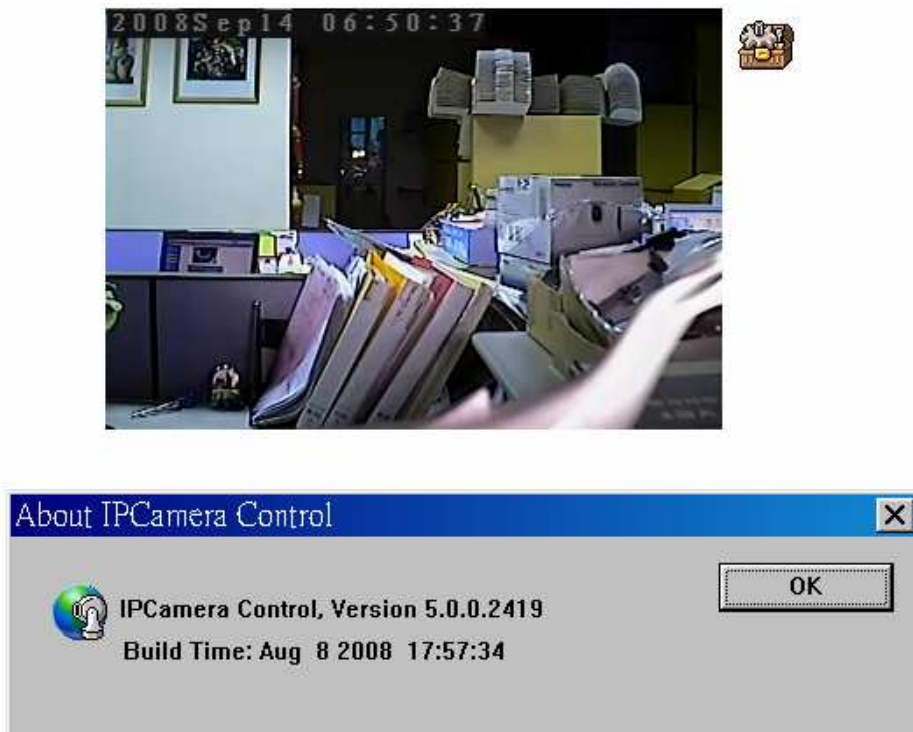 2008Sep14 06:50:37
About IPCamera Control
OK
IPCamera Control, Version 5.0.0.2419
Build Time: Aug 8 2008 17:57:34